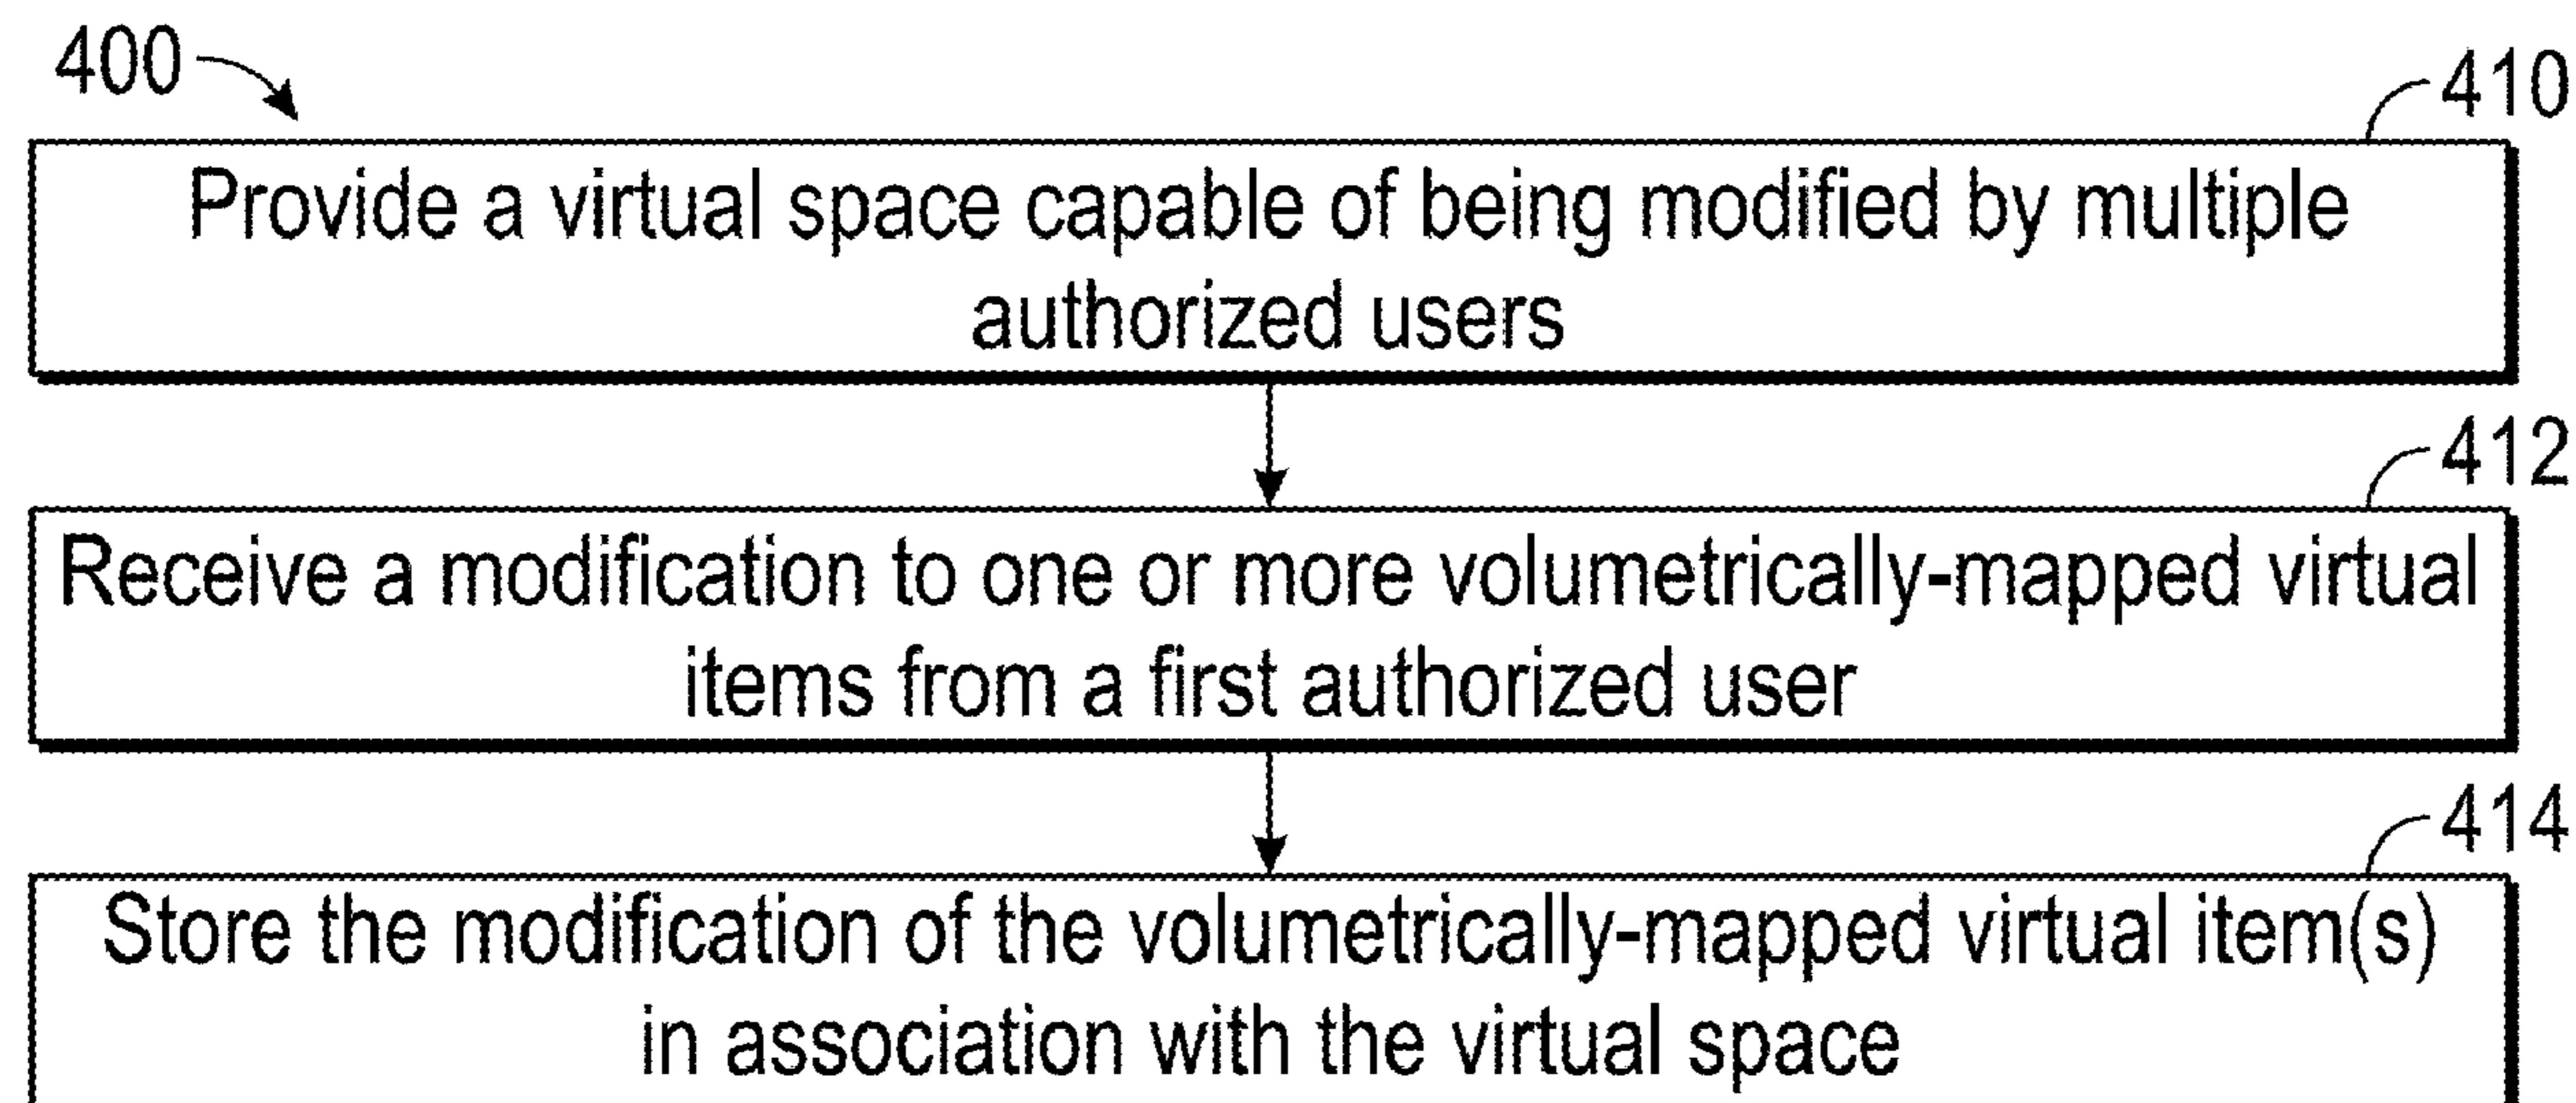 400
410
Provide a virtual space capable of being modified by multiple
authorized users
412
Receive a modification to one or more volumetrically-mapped virtual
items from a first authorized user
414
Store the modification of the volumetrically-mapped virtual item(s)
in association with the virtual space